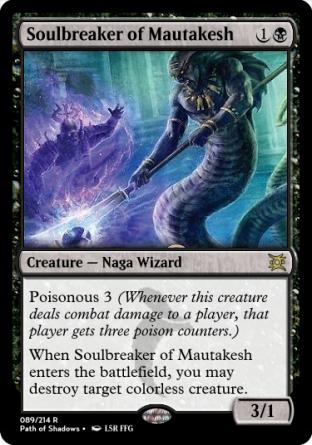 Soulbreaker of Mautakesh 1
Creature — Naga Wizard
Poisonous 3 (Whenever this creature
deals combat damage to a player, that
player gets three poison counters.)
When Soulbreaker of Mautakesh
enters the battlefield, you may
destroy target colorless creature.
3/1
089/214 R
Path of Shadows • LSR FFG